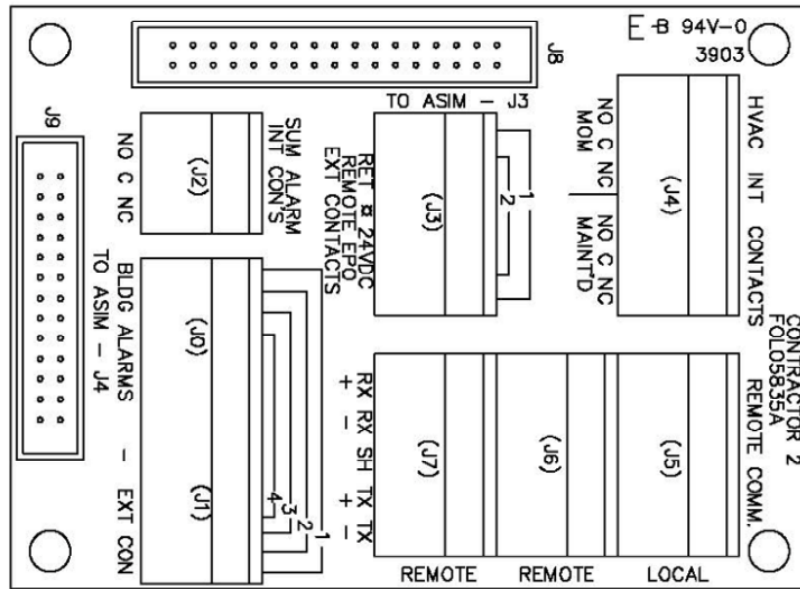 E -B 94V-0
3903
J8
TO ASIM - J3
J9
TO ASIM - J4
NO C NC
(J2)
SUM ALARM
INT CON'S
RET ¤ 24VDC
REMOTE EPO
EXT CONTACTS
(J3)
1
2
NO C NC
MOM
NO C NC
MAINT'D
(J4)
HVAC INT CONTACTS
BLDG ALARMS - EXT CON
(J0)
(J1)
4
3
2
1
+ - + -
RX RX SH TX TX
(J7)
(J6)
(J5)
REMOTE COMM.
CONTRACTOR 2
FOL05835A
REMOTE
REMOTE
LOCAL